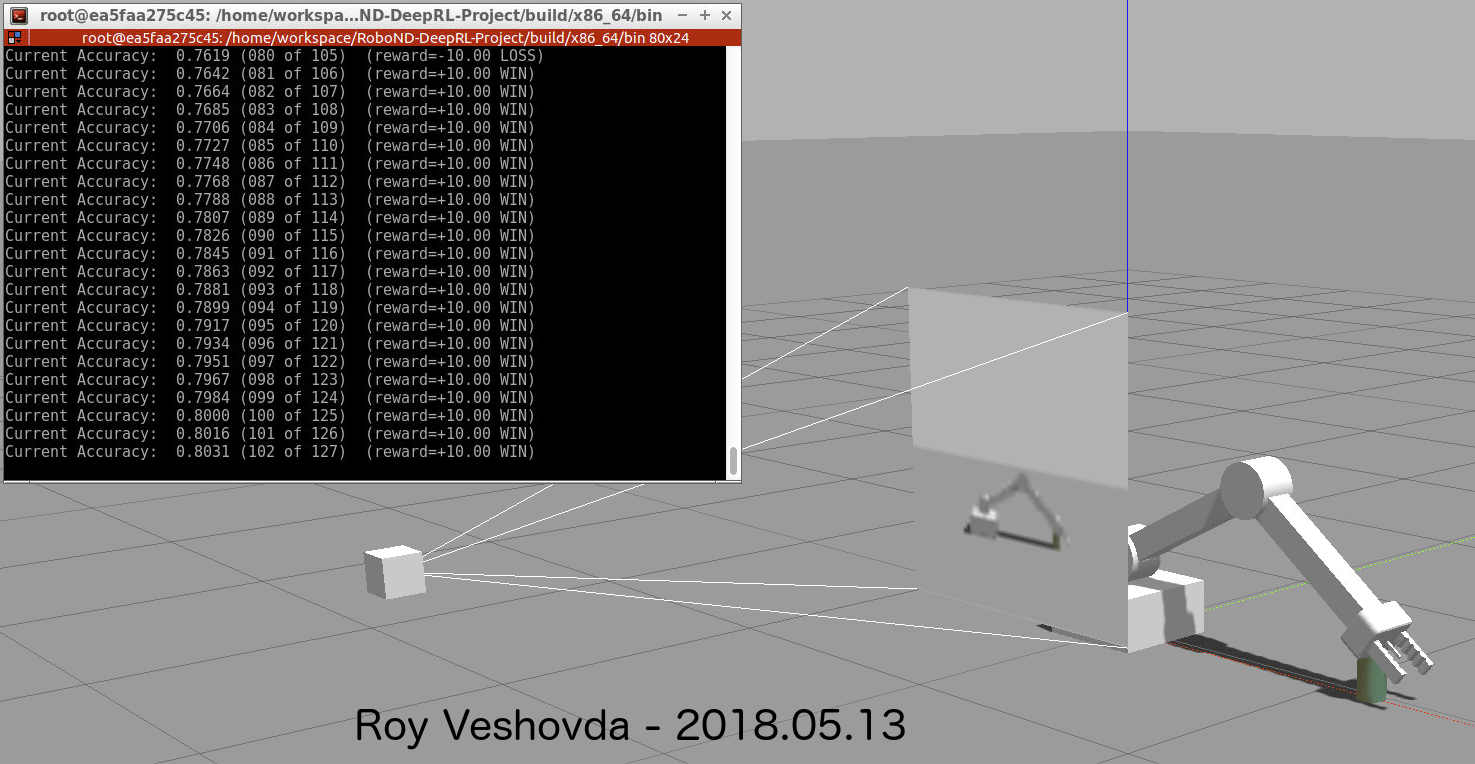 root@ea5faa275c45: /home/workspa...ND-DeepRL-Project/build/x86_64/bin
root@ea5faa275c45: /home/workspace/RoboND-DeepRL-Project/build/x86_64/bin 80x24
Current Accuracy:  0.7619 (080 of 105)  (reward=-10.00 LOSS)
Current Accuracy:  0.7642 (081 of 106)  (reward=+10.00 WIN)
Current Accuracy:  0.7664 (082 of 107)  (reward=+10.00 WIN)
Current Accuracy:  0.7685 (083 of 108)  (reward=+10.00 WIN)
Current Accuracy:  0.7706 (084 of 109)  (reward=+10.00 WIN)
Current Accuracy:  0.7727 (085 of 110)  (reward=+10.00 WIN)
Current Accuracy:  0.7748 (086 of 111)  (reward=+10.00 WIN)
Current Accuracy:  0.7768 (087 of 112)  (reward=+10.00 WIN)
Current Accuracy:  0.7788 (088 of 113)  (reward=+10.00 WIN)
Current Accuracy:  0.7807 (089 of 114)  (reward=+10.00 WIN)
Current Accuracy:  0.7826 (090 of 115)  (reward=+10.00 WIN)
Current Accuracy:  0.7845 (091 of 116)  (reward=+10.00 WIN)
Current Accuracy:  0.7863 (092 of 117)  (reward=+10.00 WIN)
Current Accuracy:  0.7881 (093 of 118)  (reward=+10.00 WIN)
Current Accuracy:  0.7899 (094 of 119)  (reward=+10.00 WIN)
Current Accuracy:  0.7917 (095 of 120)  (reward=+10.00 WIN)
Current Accuracy:  0.7934 (096 of 121)  (reward=+10.00 WIN)
Current Accuracy:  0.7951 (097 of 122)  (reward=+10.00 WIN)
Current Accuracy:  0.7967 (098 of 123)  (reward=+10.00 WIN)
Current Accuracy:  0.7984 (099 of 124)  (reward=+10.00 WIN)
Current Accuracy:  0.8000 (100 of 125)  (reward=+10.00 WIN)
Current Accuracy:  0.8016 (101 of 126)  (reward=+10.00 WIN)
Current Accuracy:  0.8031 (102 of 127)  (reward=+10.00 WIN)
Roy Veshovda - 2018.05.13